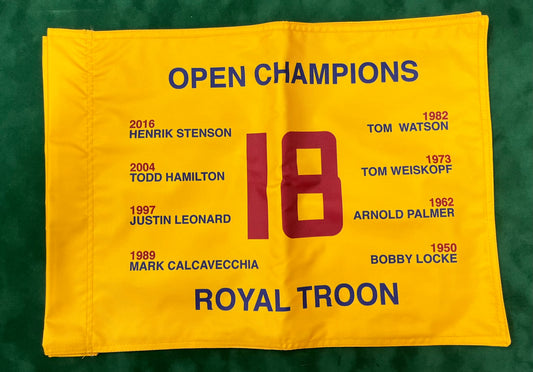 OPEN CHAMPIONS
2016
HENRIK STENSON
2004
TODD HAMILTON
1997
JUSTIN LEONARD
1989
MARK CALCAVECCHIA
18
1982
TOM WATSON
1973
TOM WEISKOPF
1962
ARNOLD PALMER
1950
BOBBY LOCKE
ROYAL TROON